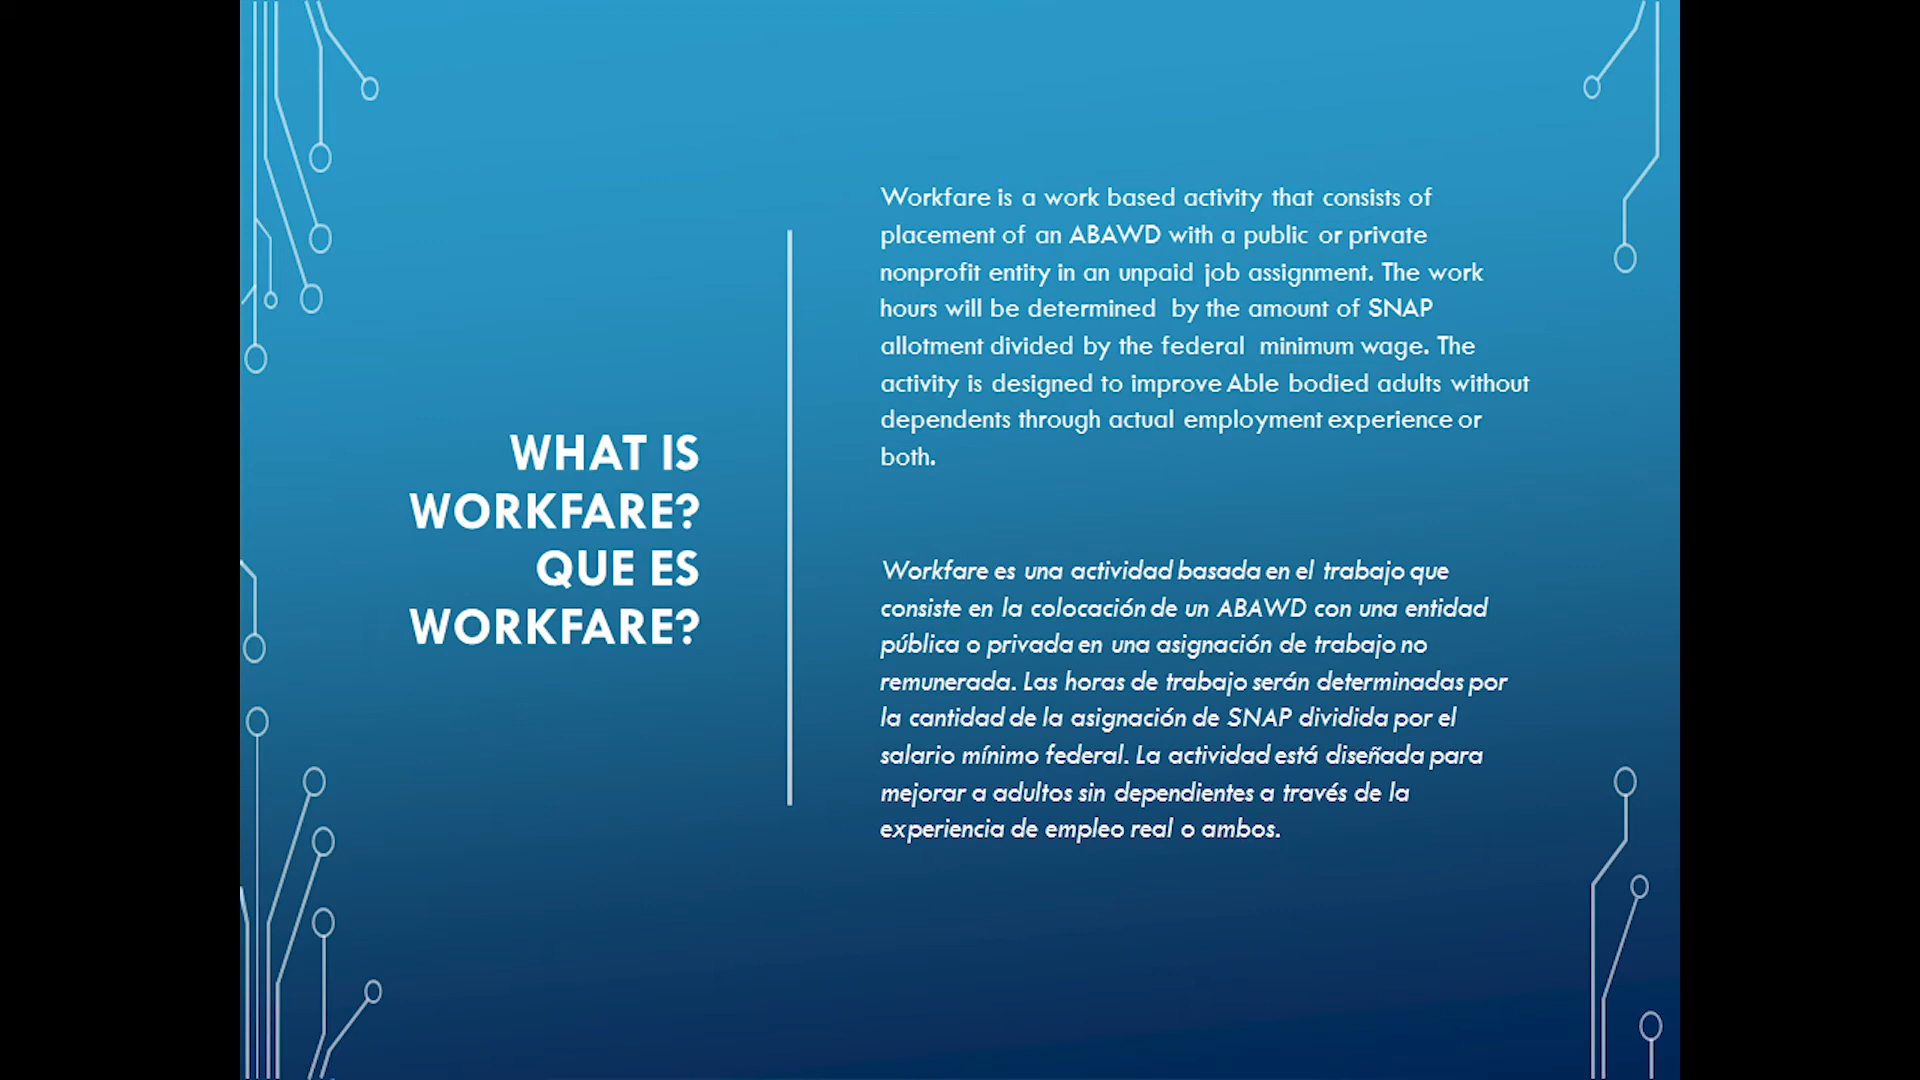 WHAT IS
WORKFARE?
QUE ES
WORKFARE?
Workfare is a work based activity that consists of
placement of an ABAWD with a public or private
nonprofit entity in an unpaid job assignment. The work
hours will be determined by the amount of SNAP
allotment divided by the federal minimum wage. The
activity is designed to improve Able bodied adults without
dependents through actual employment experience or
both.
Workfare es una actividad basada en el trabajo que
consiste en la colocación de un ABAWD con una entidad
pública o privada en una asignación de trabajo no
remunerada. Las horas de trabajo serán determinadas por
la cantidad de la asignación de SNAP dividida por el
salario mínimo federal. La actividad está diseñada para
mejorar a adultos sin dependientes a través de la
experiencia de empleo real o ambos.